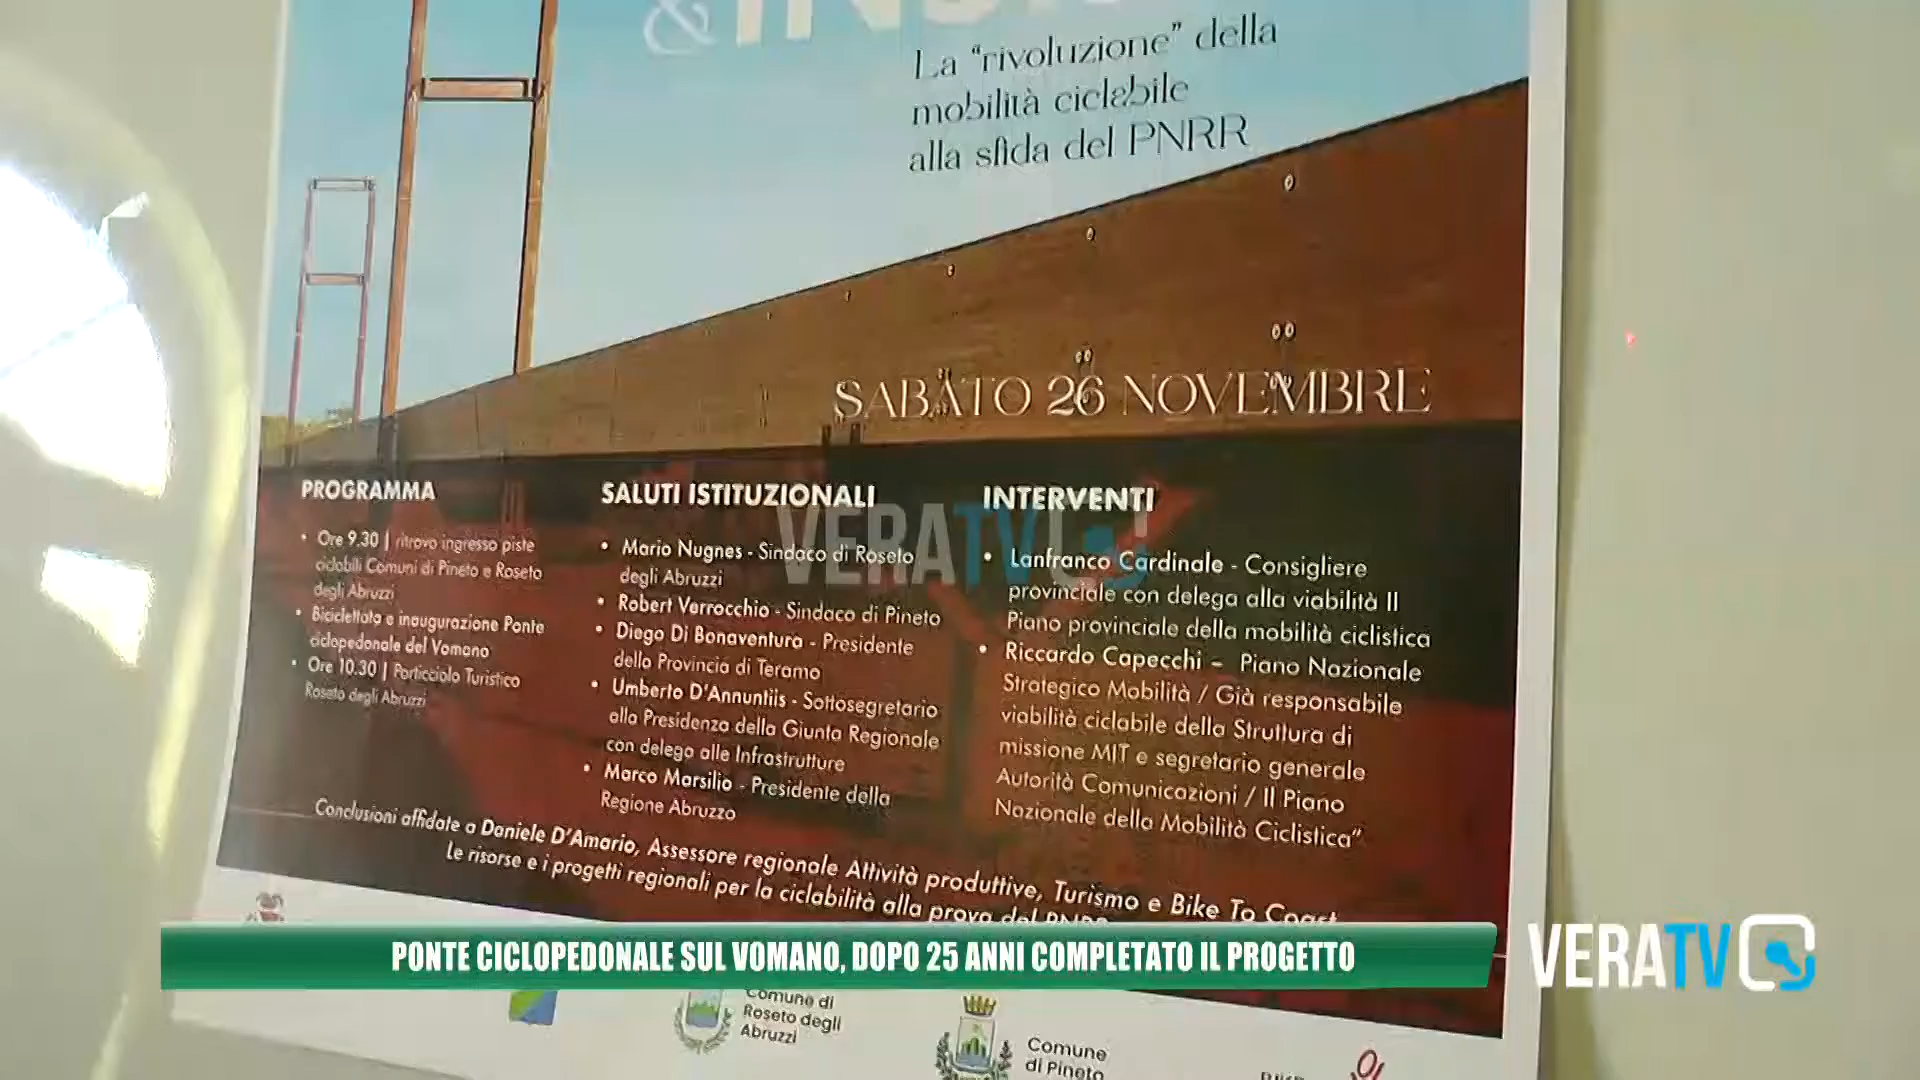 &
La "rivoluzione" della
mobilità ciclabile
alla sfida del PNRR
SABATO 26 NOVEMBRE
PROGRAMMA
• Ore 9.30 | ritrovo ingresso piste
ciclabili Comuni di Pineto e Roseto
degli Abruzzi
• Biciclettata e inaugurazione Ponte
ciclopedonale del Vomano
• Ore 10.30 | Porticciolo Turistico
Roseto degli Abruzzi
SALUTI ISTITUZIONALI
• Mario Nugnes - Sindaco di Roseto
degli Abruzzi
• Robert Verrocchio - Sindaco di Pineto
• Diego Di Bonaventura - Presidente
della Provincia di Teramo
• Umberto D'Annuntiis - Sottosegretario
alla Presidenza della Giunta Regionale
con delega alle Infrastrutture
• Marco Marsilio - Presidente della
Regione Abruzzo
INTERVENTI
• Lanfranco Cardinale - Consigliere
provinciale con delega alla viabilità Il
Piano provinciale della mobilità ciclistica
• Riccardo Capecchi – Piano Nazionale
Strategico Mobilità / Già responsabile
viabilità ciclabile della Struttura di
missione MIT e segretario generale
Autorità Comunicazioni / Il Piano
Nazionale della Mobilità Ciclistica"
VERATV
Conclusioni affidate a Daniele D'Amario, Assessore regionale Attività produttive, Turismo e Bike To Coast
Le risorse e i progetti regionali per la ciclabilità alla prova del PNRR
PONTE CICLOPEDONALE SUL VOMANO, DOPO 25 ANNI COMPLETATO IL PROGETTO
VERATV
Comune di
Roseto degli
Abruzzi
Comune
di Pineto